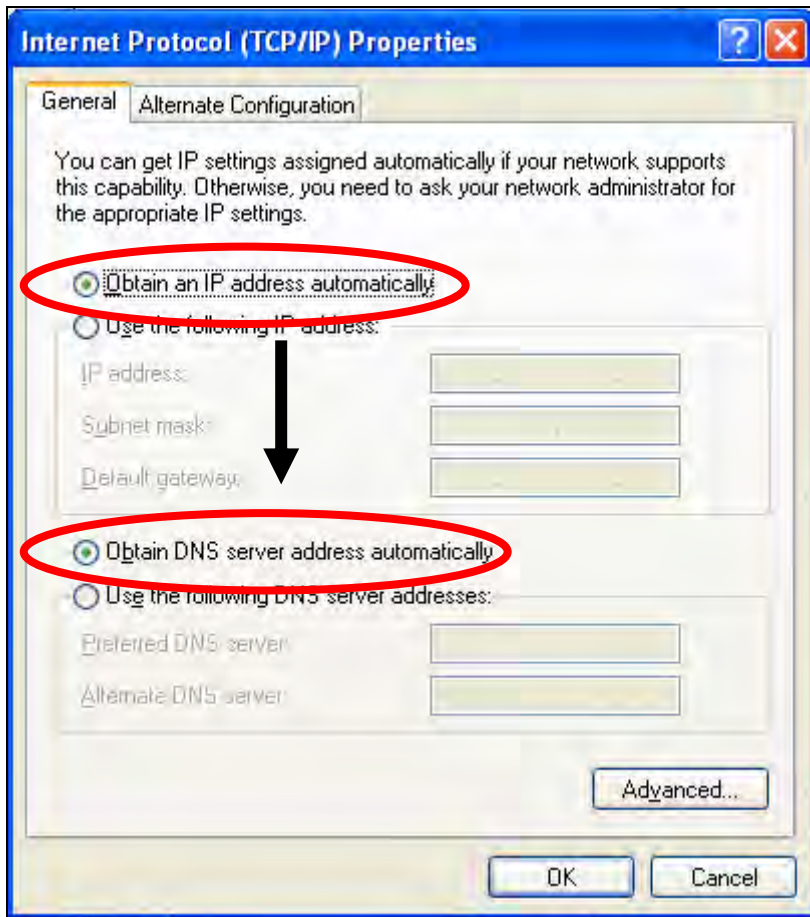 Internet Protocol (TCP/IP) Properties
General Alternate Configuration
You can get IP settings assigned automatically if your network supports
this capability. Otherwise, you need to ask your network administrator for
the appropriate IP settings.
Obtain an IP address automatically
Use the following IP address:
IP address:
Subnet mask:
Default gateway:
Obtain DNS server address automatically
Use the following DNS server addresses:
Preferred DNS server:
Alternate DNS server:
Advanced...
OK Cancel